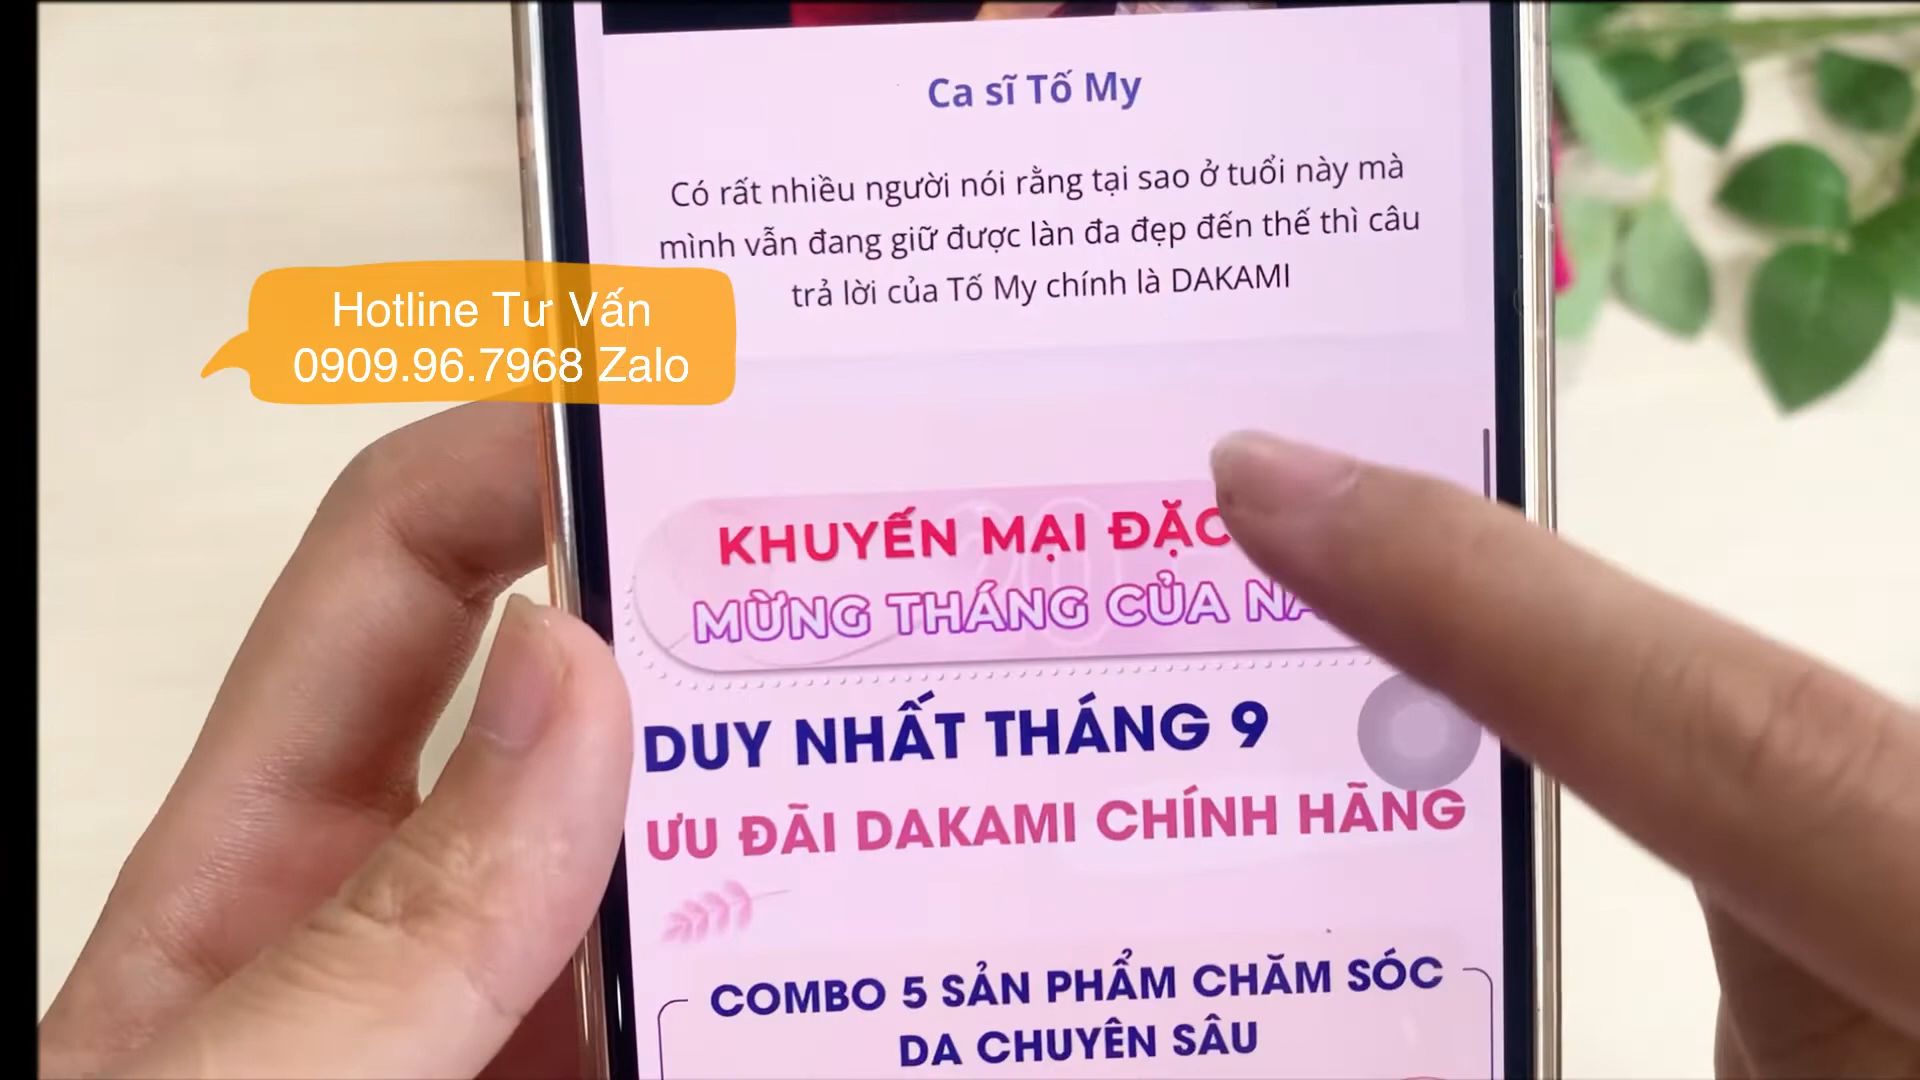 Ca sĩ Tố My
Có rất nhiều người nói rằng tại sao ở tuổi này mà
mình vẫn đang giữ được làn da đẹp đến thế thì câu
trả lời của Tố My chính là DAKAMI
Hotline Tư Vấn
0909.96.7968 Zalo
KHUYẾN MẠI ĐẶC
MỪNG THÁNG CỦA
DUY NHẤT THÁNG 9
ƯU ĐÃI DAKAMI CHÍNH HÃNG
COMBO 5 SẢN PHẨM CHĂM SÓC
DA CHUYÊN SÂU